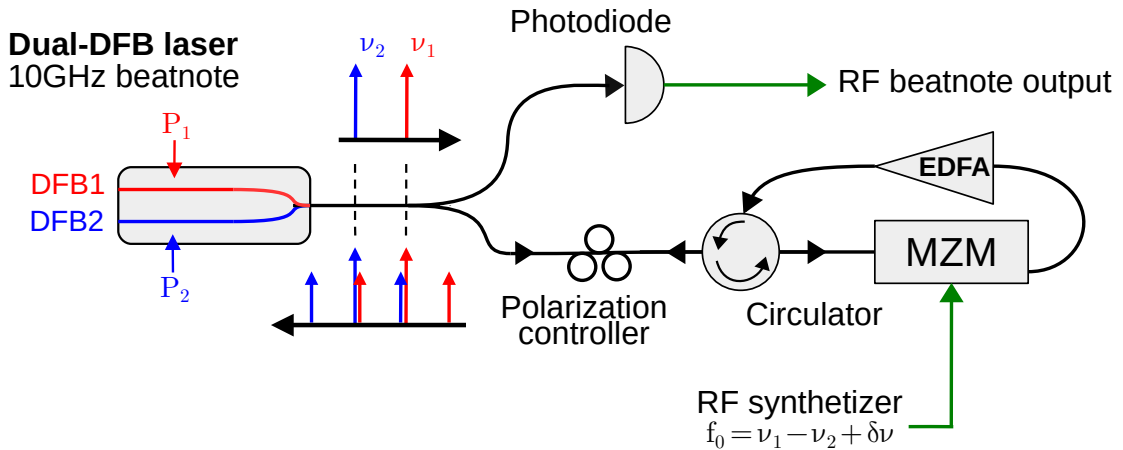 Dual-DFB laser
10GHz beatnote
ν₂
ν₁
Photodiode
RF beatnote output
P₁
DFB1
DFB2
P₂
EDFA
MZM
Polarization
controller
Circulator
RF synthetizer
f₀ = ν₁ − ν₂ + δν